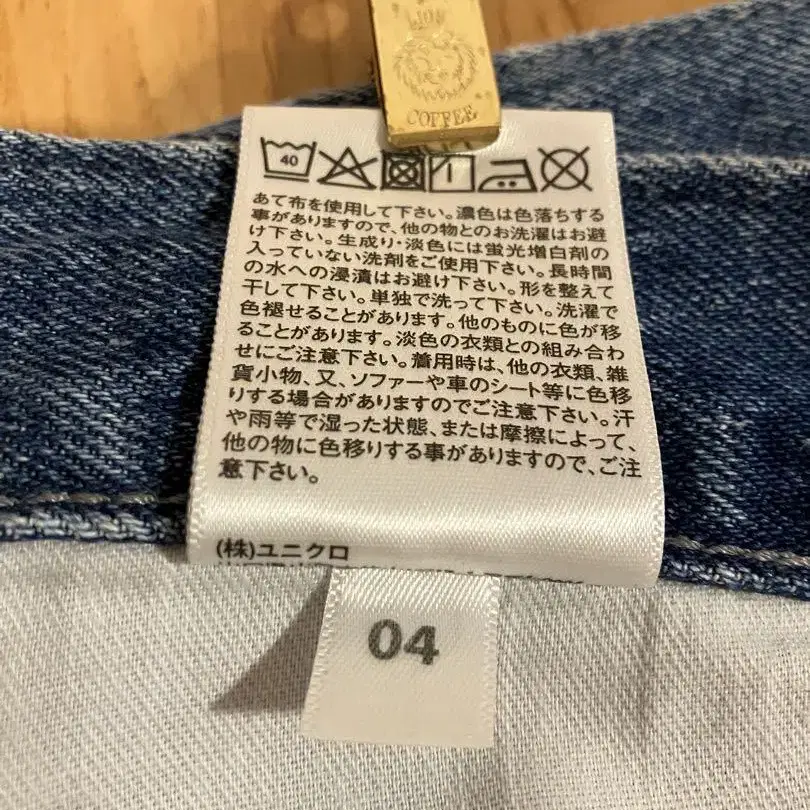 LION
COFFEE
40
あて布を使用して下さい。濃色は色落ちする
事がありますので、他の物とのお洗濯はお避
け下さい。生成り・淡色には蛍光増白剤の
入っていない洗剤をご使用下さい。長時間
の水への浸漬はお避け下さい。形を整えて
干して下さい。単独で洗って下さい。洗濯で
色褪せることがあります。他のものに色が移
ることがあります。淡色の衣類との組み合わ
せにご注意下さい。着用時は、他の衣類、雑
貨小物、又、ソファーや車のシート等に色移
りする場合がありますのでご注意下さい。汗
や雨等で湿った状態、または摩擦によって、
他の物に色移りする事がありますので、ご注
意下さい。
(株)ユニクロ
04